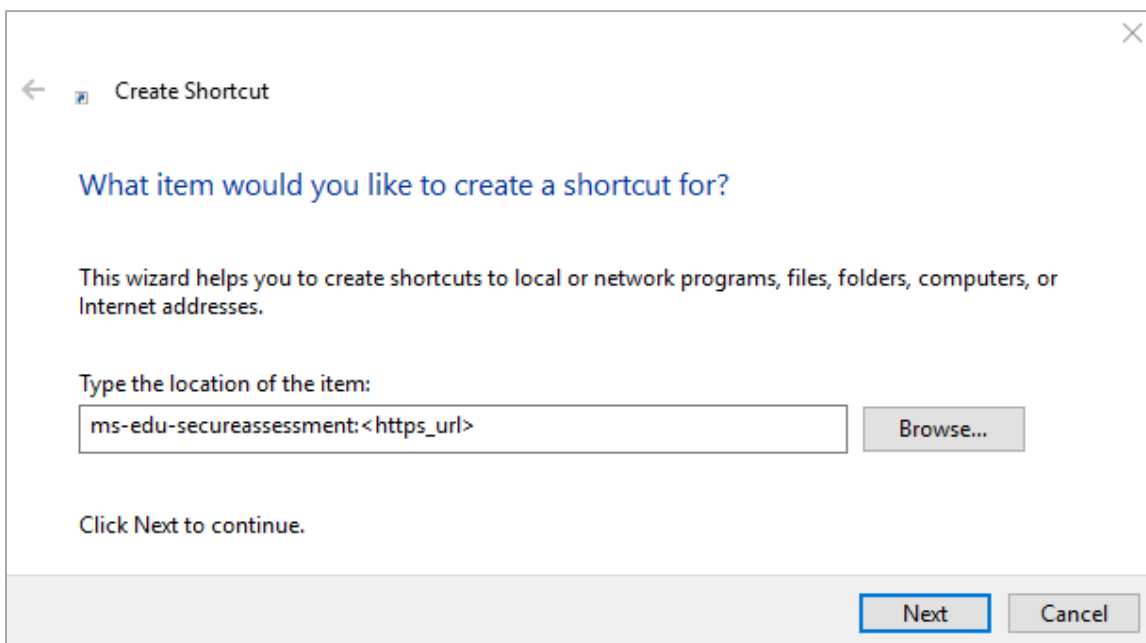 Create Shortcut
What item would you like to create a shortcut for?
This wizard helps you to create shortcuts to local or network programs, files, folders, computers, or
Internet addresses.
Type the location of the item:
ms-edu-secureassessment:<https_url>
Browse...
Click Next to continue.
Next
Cancel